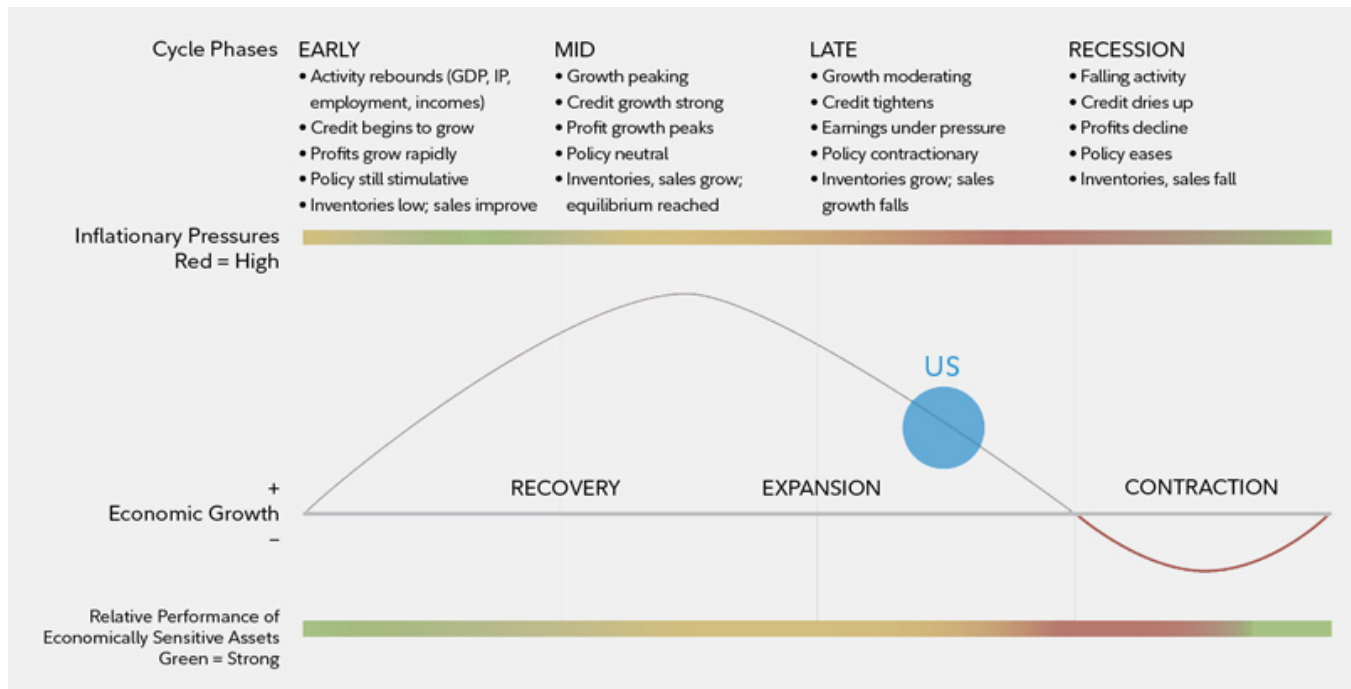 Cycle Phases
EARLY
• Activity rebounds (GDP, IP,
employment, incomes)
• Credit begins to grow
• Profits grow rapidly
• Policy still stimulative
• Inventories low; sales improve
MID
• Growth peaking
• Credit growth strong
• Profit growth peaks
• Policy neutral
• Inventories, sales grow;
equilibrium reached
LATE
• Growth moderating
• Credit tightens
• Earnings under pressure
• Policy contractionary
• Inventories grow; sales
growth falls
RECESSION
• Falling activity
• Credit dries up
• Profits decline
• Policy eases
• Inventories, sales fall
Inflationary Pressures
Red = High
US
RECOVERY
EXPANSION
CONTRACTION
+
Economic Growth
–
Relative Performance of
Economically Sensitive Assets
Green = Strong